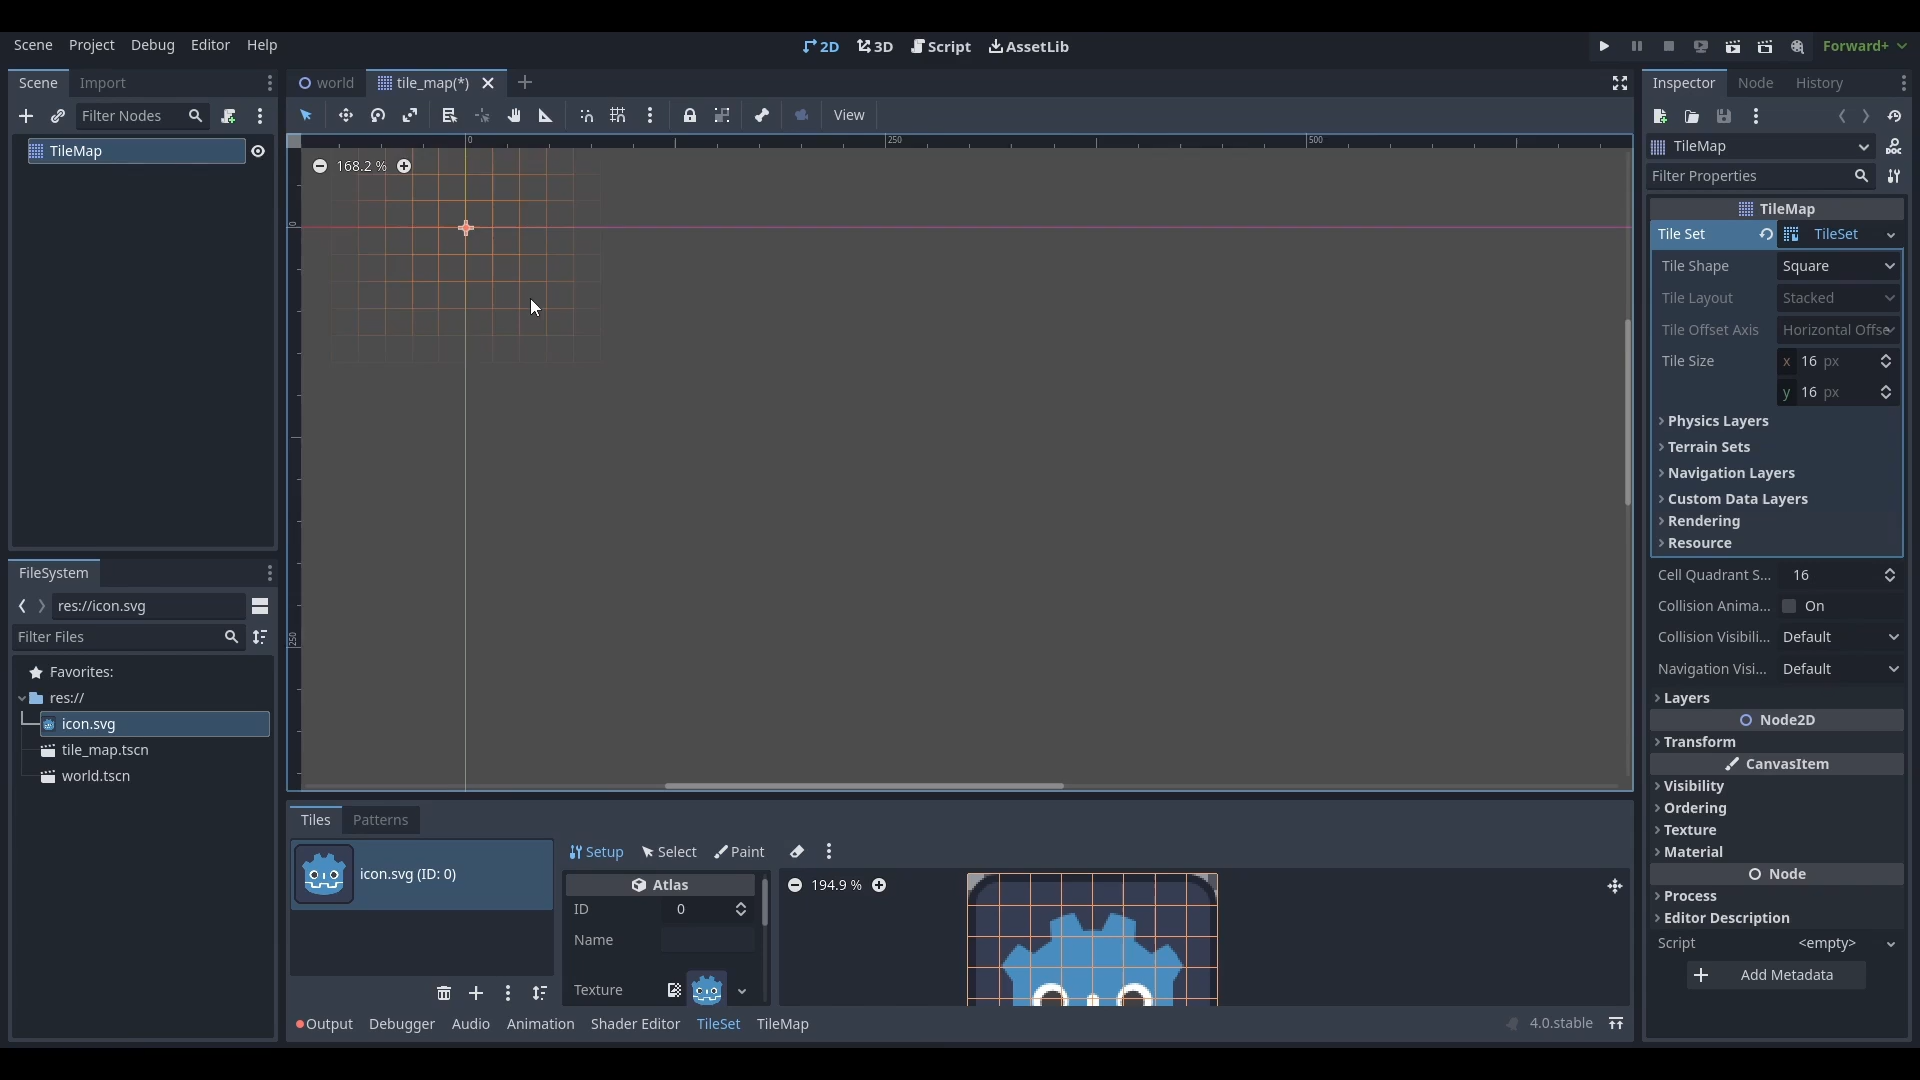 Scene Project Debug Editor Help
2D 3D Script AssetLib
Forward+
Scene Import
world tile_map(*)
Inspector Node History
Filter Nodes
View
TileMap
TileMap
Filter Properties
0 250 500
168.2 %
0
250
TileMap
Tile Set TileSet
Tile Shape Square
Tile Layout Stacked
Tile Offset Axis Horizontal Offse
Tile Size x 16 px
y 16 px
Physics Layers
Terrain Sets
Navigation Layers
Custom Data Layers
Rendering
Resource
Cell Quadrant S... 16
Collision Anima... On
Collision Visibili... Default
Navigation Visi... Default
Layers
Node2D
Transform
CanvasItem
Visibility
Ordering
Texture
Material
Node
Process
Editor Description
Script <empty>
Add Metadata
FileSystem
res://icon.svg
Filter Files
Favorites:
res://
icon.svg
tile_map.tscn
world.tscn
Tiles Patterns
icon.svg (ID: 0)
Setup Select Paint
Atlas
ID 0
Name
Texture
194.9 %
Output Debugger Audio Animation Shader Editor TileSet TileMap
4.0.stable